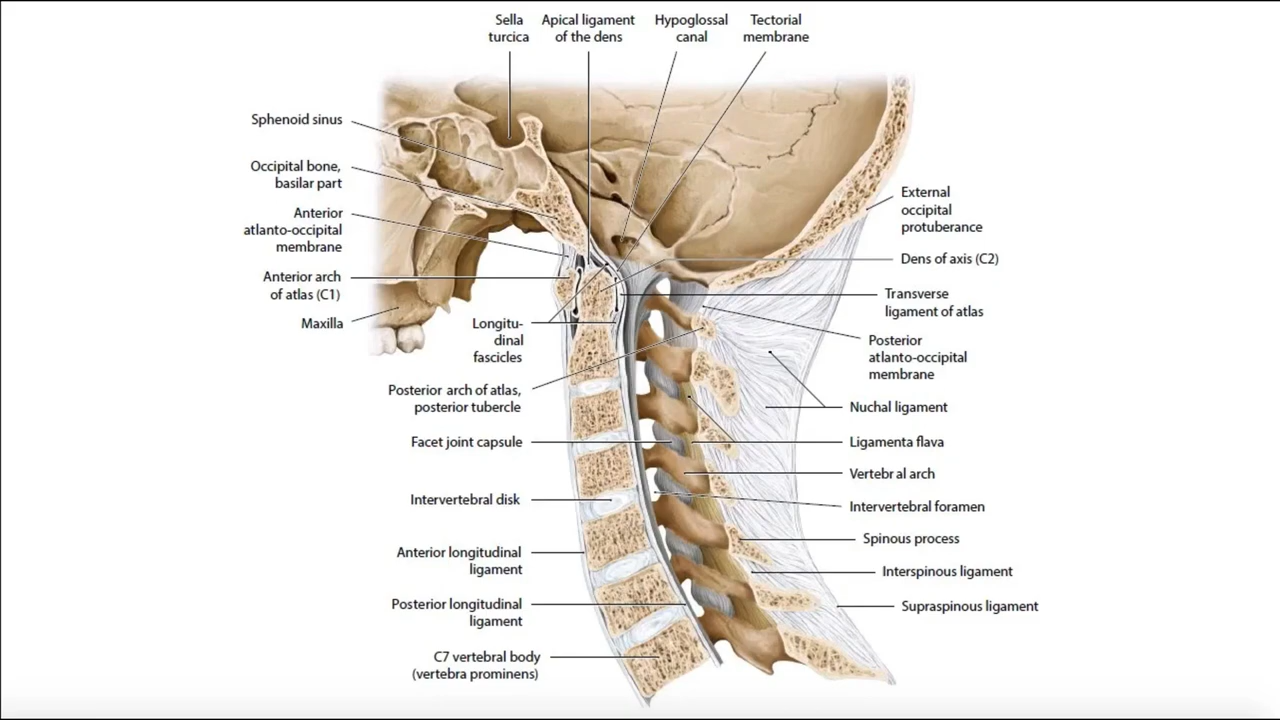 Sella
turcica
Apical ligament
of the dens
Hypoglossal
canal
Tectorial
membrane
Sphenoid sinus
Occipital bone,
basilar part
Anterior
atlanto-occipital
membrane
Anterior arch
of atlas (C1)
Maxilla
Longitu-
dinal
fascicles
Posterior arch of atlas,
posterior tubercle
Facet joint capsule
Intervertebral disk
Anterior longitudinal
ligament
Posterior longitudinal
ligament
C7 vertebral body
(vertebra prominens)
External
occipital
protuberance
Dens of axis (C2)
Transverse
ligament of atlas
Posterior
atlanto-occipital
membrane
Nuchal ligament
Ligamenta flava
Vertebral arch
Intervertebral foramen
Spinous process
Interspinous ligament
Supraspinous ligament